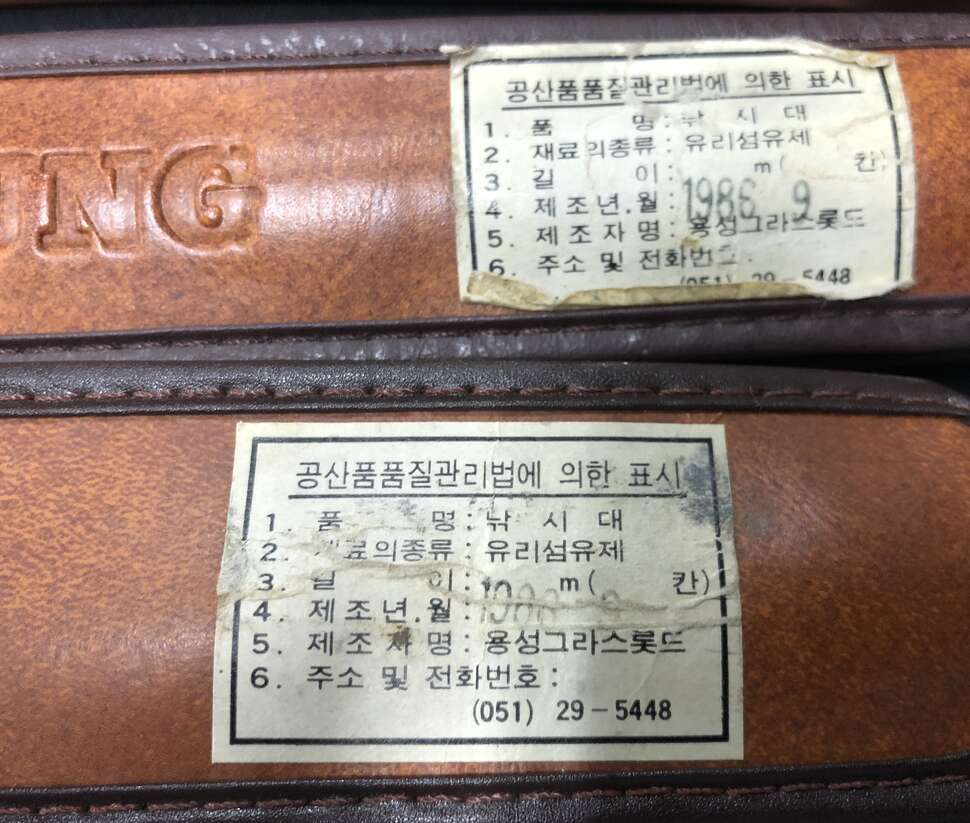 UNG
공산품품질관리법에 의한 표시
1. 품 명 : 낚 시 대
2. 재료의종류 : 유리섬유제
3. 길 이 : m ( 칸)
4. 제 조 년.월 : 1986 9
5. 제 조 자 명 : 용성그라스롯드
6. 주소 및 전화번호 :
(051) 29-5448
공산품품질관리법에 의한 표시
1. 품 명 : 낚 시 대
2. 재료의종류 : 유리섬유제
3. 길 이 : m ( 칸)
4. 제 조 년.월 :
5. 제 조 자 명 : 용성그라스롯드
6. 주소 및 전화번호 :
(051) 29-5448